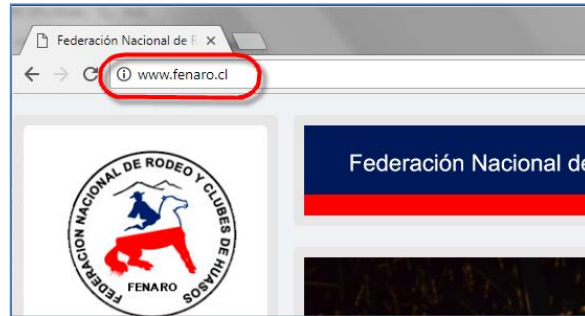 Federación Nacional de R
www.fenaro.cl
Federación Nacional de
FEDERACION NACIONAL DE RODEO Y CLUBES DE HUASOS
FENARO